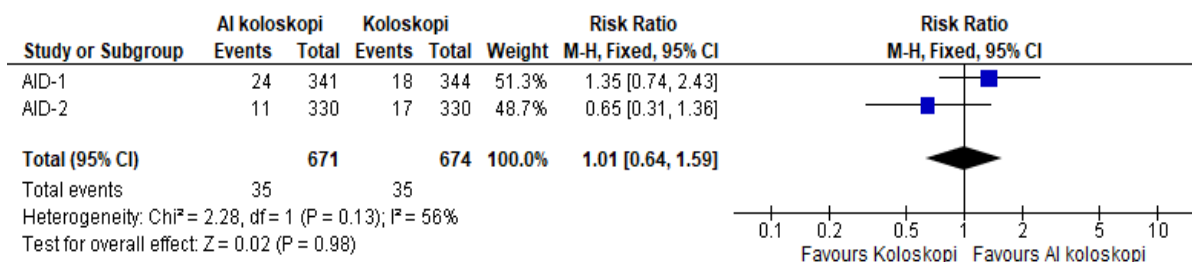 AI koloskopi Koloskopi Risk Ratio Risk Ratio
Study or Subgroup Events Total Events Total Weight M-H, Fixed, 95% CI M-H, Fixed, 95% CI
AID-1 24 341 18 344 51.3% 1.35 [0.74, 2.43]
AID-2 11 330 17 330 48.7% 0.65 [0.31, 1.36]
Total (95% CI) 671 674 100.0% 1.01 [0.64, 1.59]
Total events 35 35
Heterogeneity: Chi² = 2.28, df = 1 (P = 0.13); I² = 56%
Test for overall effect: Z = 0.02 (P = 0.98)
0.1 0.2 0.5 1 2 5 10
Favours Koloskopi Favours AI koloskopi